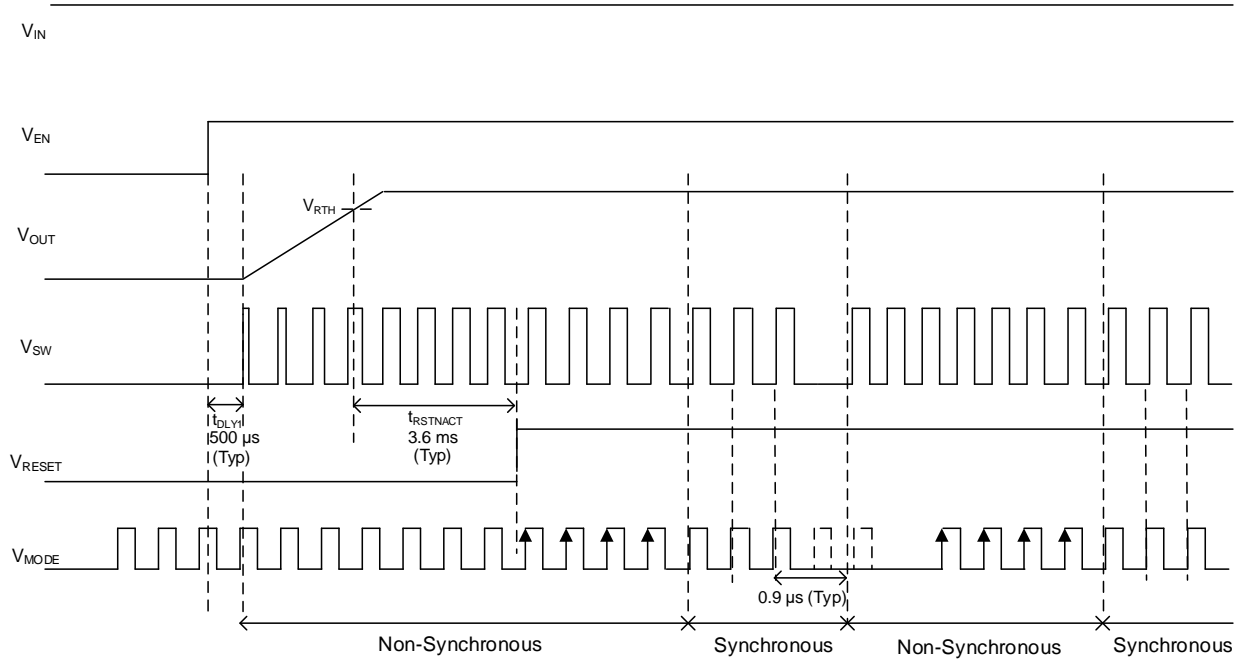 VIN
VEN
VRTH
VOUT
VSW
tDLY1
500 µs
(Typ)
tRSTNACT
3.6 ms
(Typ)
VRESET
VMODE
0.9 µs (Typ)
Non-Synchronous
Synchronous
Non-Synchronous
Synchronous